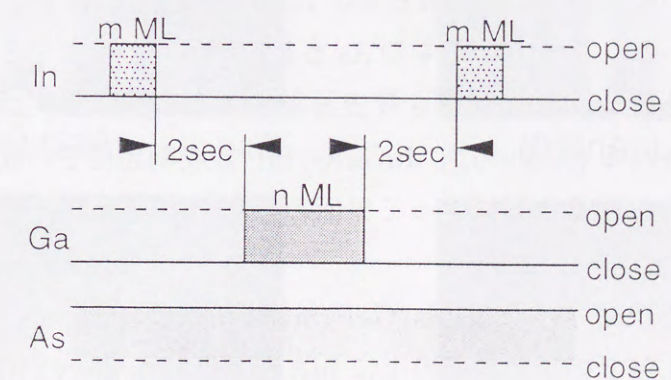 m ML m ML
open
In
close
2sec 2sec
n ML
open
Ga
close
open
As
close